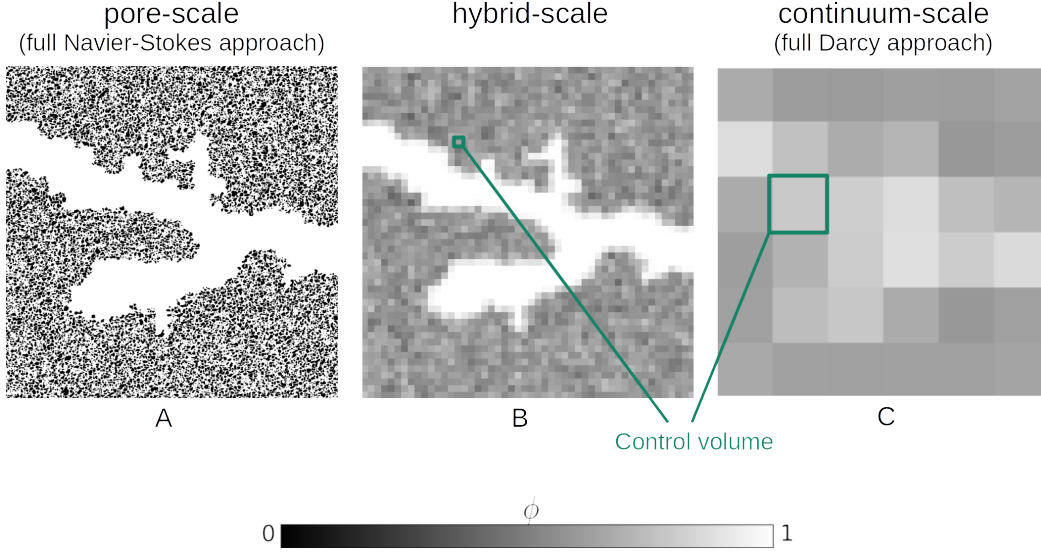 pore-scale
(full Navier-Stokes approach)
hybrid-scale
continuum-scale
(full Darcy approach)
A
B
C
Control volume
ϕ
0
1